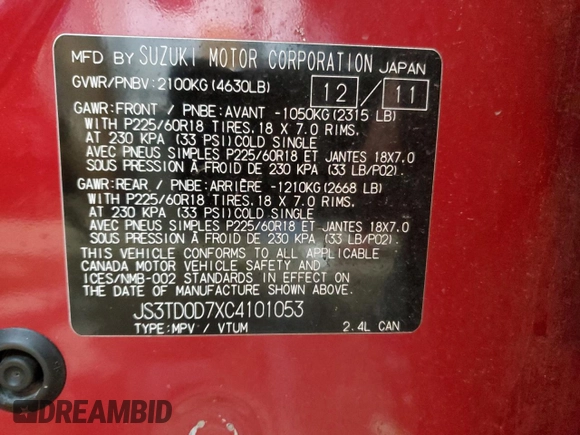 MFD BY SUZUKI MOTOR CORPORATION JAPAN
GVWR/PNBV: 2100KG (4630LB) 12 / 11
GAWR:FRONT / PNBE:AVANT -1050KG (2315 LB)
WITH P225/60R18 TIRES. 18 X 7.0 RIMS.
AT 230 KPA (33 PSI)COLD SINGLE
AVEC PNEUS SIMPLES P225/60R18 ET JANTES 18X7.0
SOUS PRESSION A FROID DE 230 KPA (33 LB/PO2).
GAWR:REAR / PNBE:ARRIÈRE -1210KG (2668 LB)
WITH P225/60R18 TIRES. 18 X 7.0 RIMS.
AT 230 KPA (33 PSI) COLD SINGLE
AVEC PNEUS SIMPLES P225/60R18 ET JANTES 18X7.0
SOUS PRESSION A FROID DE 230 KPA (33 LB/PO2).
THIS VEHICLE CONFORMS TO ALL APPLICABLE
CANADA MOTOR VEHICLE SAFETY AND
ICES/NMB-002 STANDARDS IN EFFECT ON
THE DATE OF MANUFACTURE SHOWN ABOVE.
JS3TD0D7XC4101053
TYPE:MPV / VTUM 2.4L CAN
DREAMBID